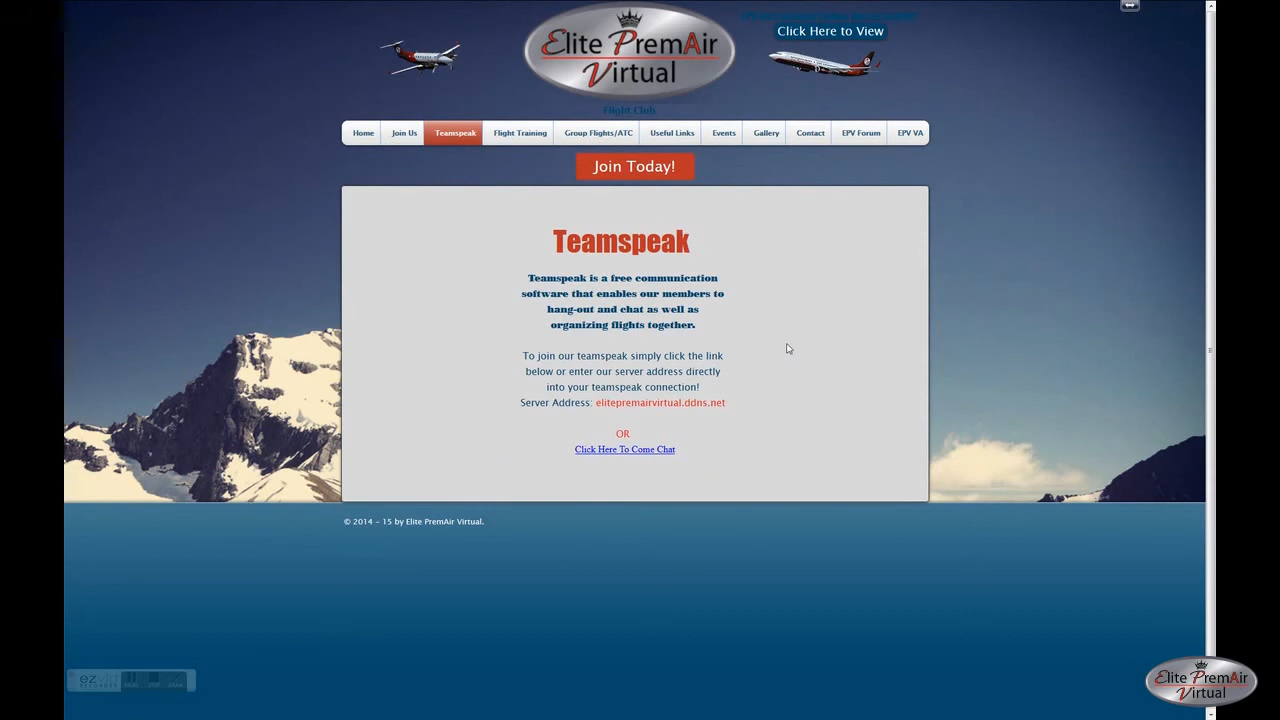 Elite PremAir
Virtual
Click Here to View
Flight Club
Home
Join Us
Teamspeak
Flight Training
Group Flights/ATC
Useful Links
Events
Gallery
Contact
EPV Forum
EPV VA
Join Today!
Teamspeak
Teamspeak is a free communication
software that enables our members to
hang-out and chat as well as
organizing flights together.
To join our teamspeak simply click the link
below or enter our server address directly
into your teamspeak connection!
Server Address: elitepremairvirtual.ddns.net
OR
Click Here To Come Chat
© 2014 - 15 by Elite PremAir Virtual.
ezvid
RECORDER
Elite PremAir
Virtual